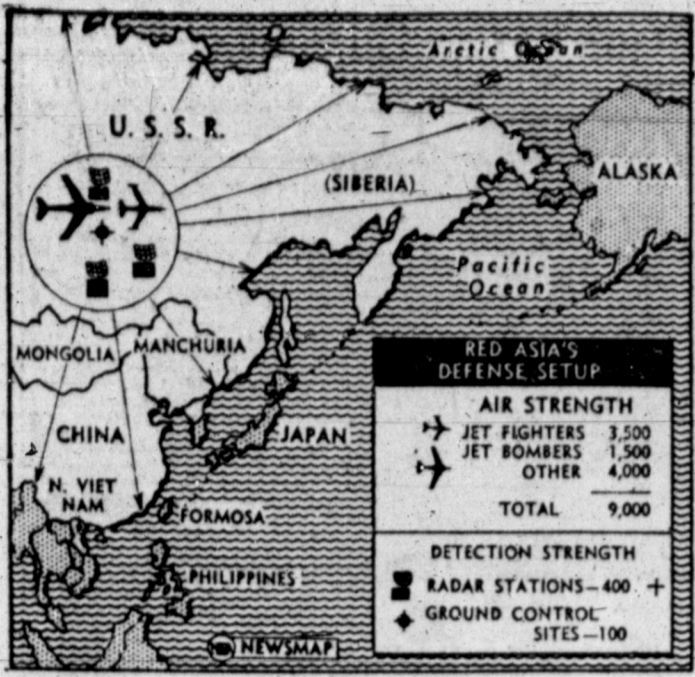 Arctic Ocean
U. S. S. R.
ALASKA
(SIBERIA)
Pacific
Ocean
MONGOLIA
MANCHURIA
CHINA
JAPAN
N. VIET
NAM
FORMOSA
PHILIPPINES
NEWSMAP
RED ASIA'S
DEFENSE SETUP
AIR STRENGTH
JET FIGHTERS 3,500
JET BOMBERS 1,500
OTHER 4,000
TOTAL 9,000
DETECTION STRENGTH
RADAR STATIONS—400 +
GROUND CONTROL
SITES—100